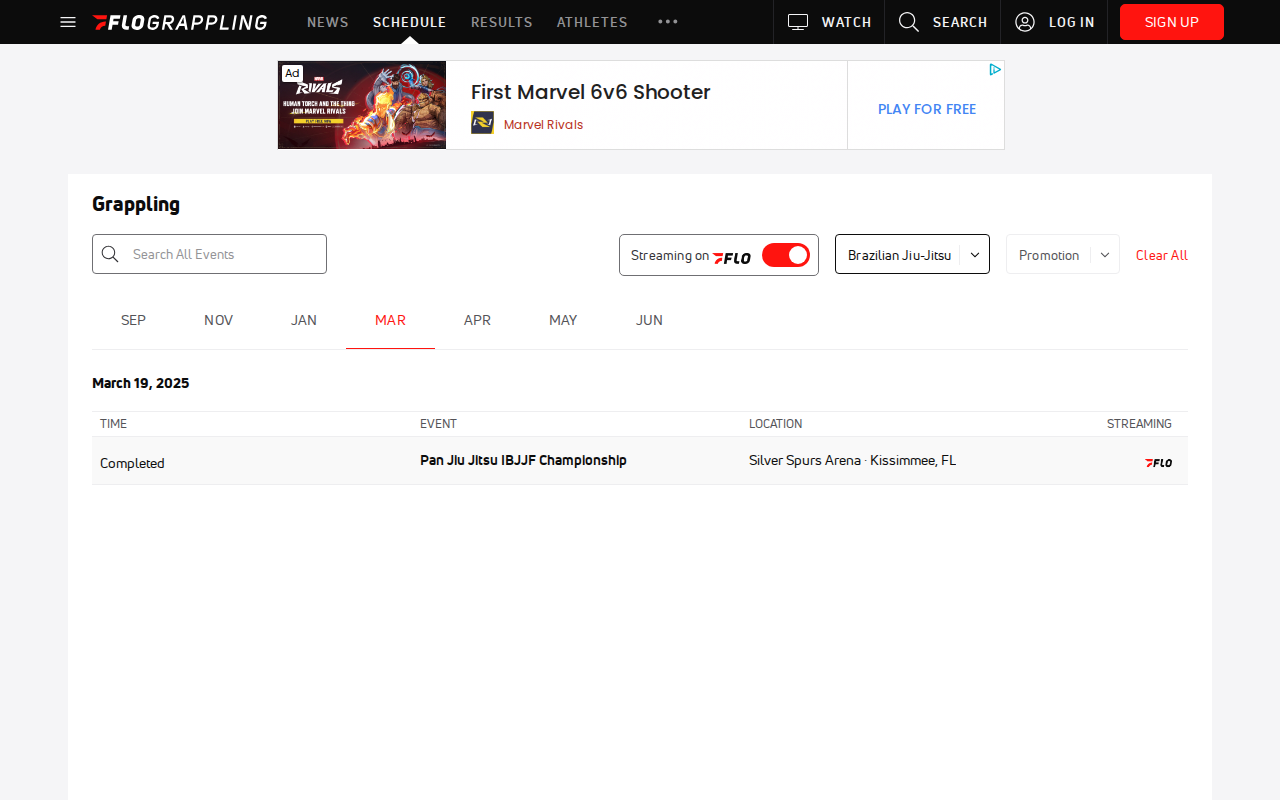 FLOGRAPPLING NEWS SCHEDULE RESULTS ATHLETES WATCH SEARCH LOG IN SIGN UP
Ad
MARVEL
RIVALS
HUMAN TORCH AND THE THING
JOIN MARVEL RIVALS
First Marvel 6v6 Shooter
Marvel Rivals
PLAY FOR FREE
Grappling
Search All Events
Streaming on FLO
Brazilian Jiu-Jitsu
Promotion
Clear All
SEP NOV JAN MAR APR MAY JUN
March 19, 2025
TIME EVENT LOCATION STREAMING
Completed Pan Jiu Jitsu IBJJF Championship Silver Spurs Arena · Kissimmee, FL FLO